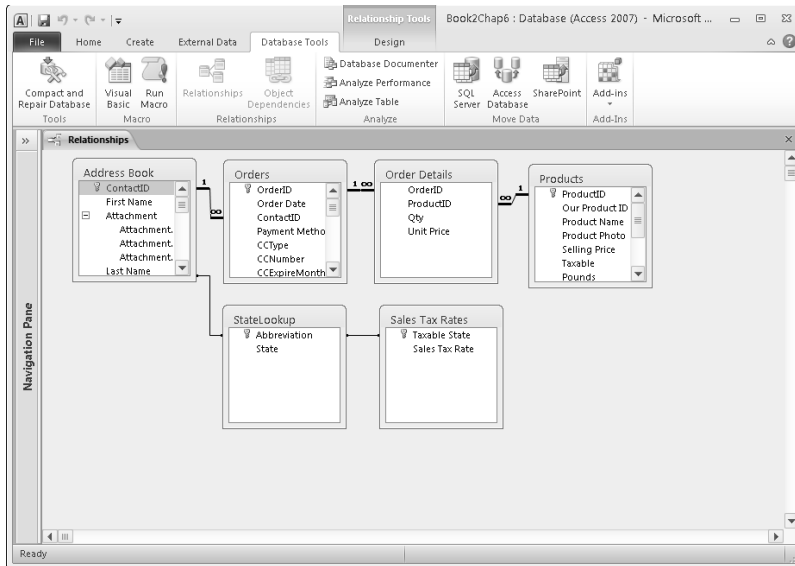 Relationship Tools
Book2Chap6 : Database (Access 2007) - Microsoft ...
File Home Create External Data Database Tools Design
Compact and Repair Database
Visual Basic
Run Macro
Relationships
Object Dependencies
Database Documenter
Analyze Performance
Analyze Table
SQL Server
Access Database
SharePoint
Add-ins
Tools Macro Relationships Analyze Move Data Add-Ins
» Relationships
Navigation Pane
Address Book
ContactID
First Name
Attachment
Attachment.
Attachment.
Attachment.
Last Name
1 ∞
Orders
OrderID
Order Date
ContactID
Payment Metho
CCType
CCNumber
CCExpireMonth
1 ∞
Order Details
OrderID
ProductID
Qty
Unit Price
∞ 1
Products
ProductID
Our Product ID
Product Name
Product Photo
Selling Price
Taxable
Pounds
StateLookup
Abbreviation
State
Sales Tax Rates
Taxable State
Sales Tax Rate
Ready